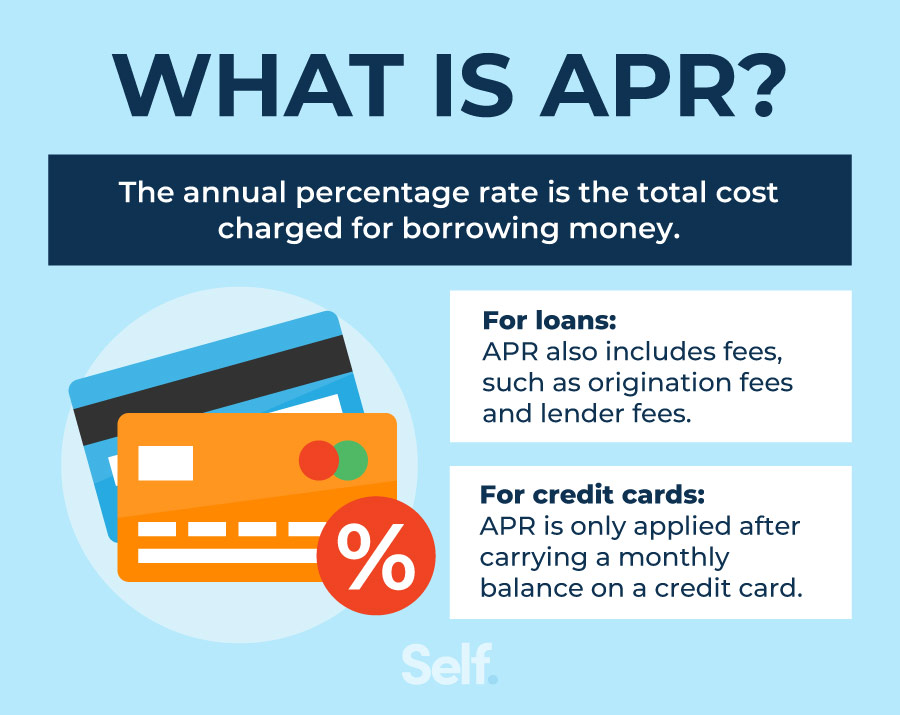 WHAT IS APR?
The annual percentage rate is the total cost
charged for borrowing money.
For loans:
APR also includes fees,
such as origination fees
and lender fees.
For credit cards:
APR is only applied after
carrying a monthly
balance on a credit card.
%
Self.